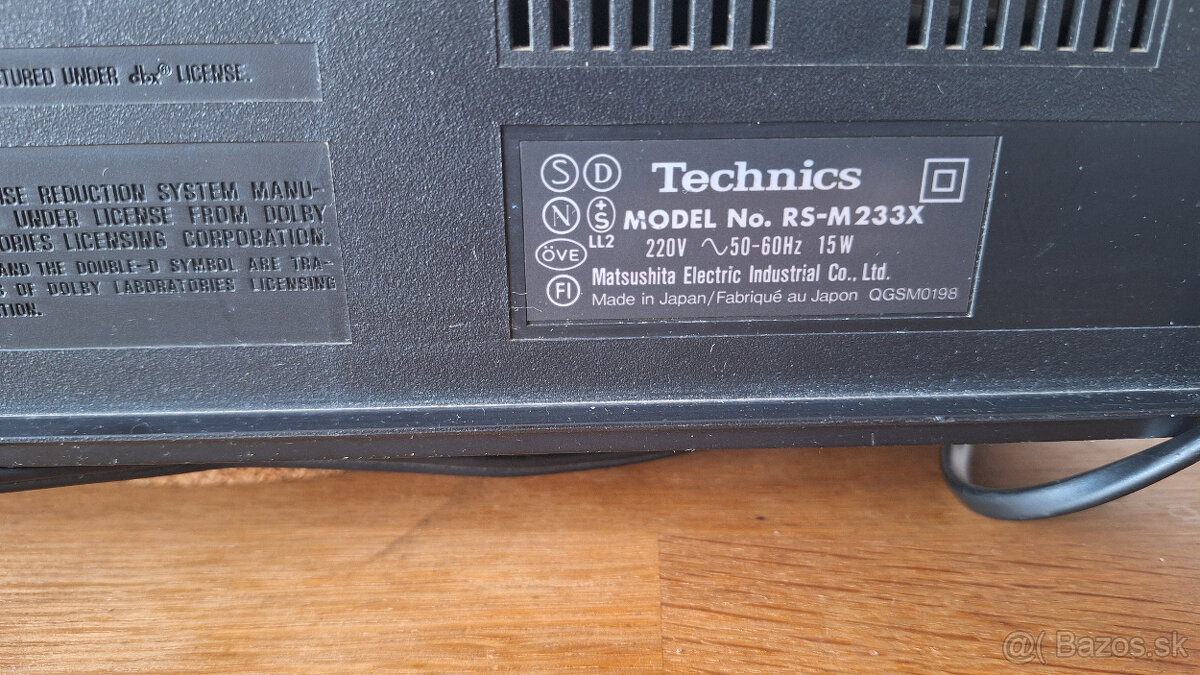 TURED UNDER dbx® LICENSE.
ISE REDUCTION SYSTEM MANU-
UNDER LICENSE FROM DOLBY
ORIES LICENSING CORPORATION.
AND THE DOUBLE-D SYMBOL ARE TRA-
S OF DOLBY LABORATORIES LICENSING
TION.
S D Technics
N +S MODEL No. RS-M233X
LL2 220V ∿50-60Hz 15W
ÖVE Matsushita Electric Industrial Co., Ltd.
FI Made in Japan/Fabriqué au Japon QGSM0198
@( Bazos.sk